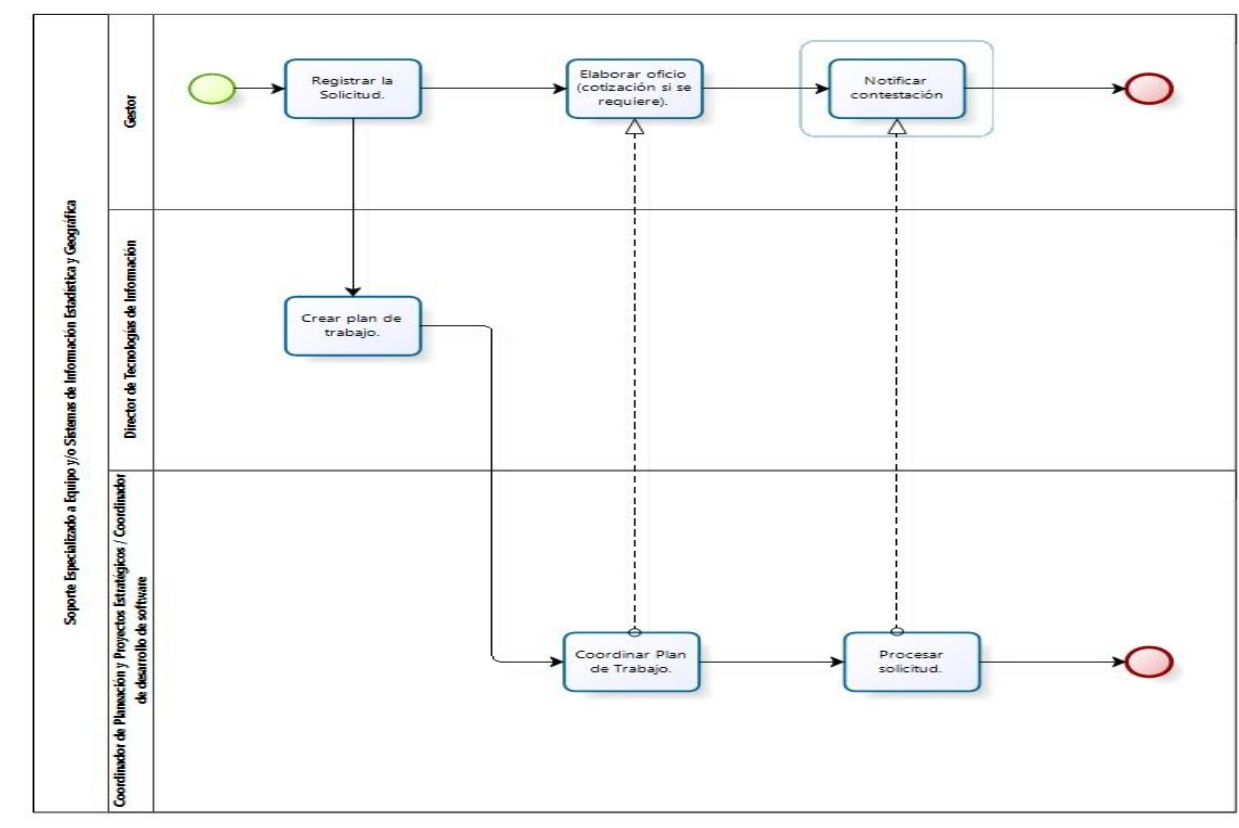 Soporte Especializado a Equipo y/o Sistemas de Información Estadística y Geográfica
Gestor
Registrar la
Solicitud.
Elaborar oficio
(cotización si se
requiere).
Notificar
contestación
Director de Tecnologías de Información
Crear plan de
trabajo.
Coordinador de Planeación y Proyectos Estratégicos / Coordinador
de desarrollo de software
Coordinar Plan
de Trabajo.
Procesar
solicitud.